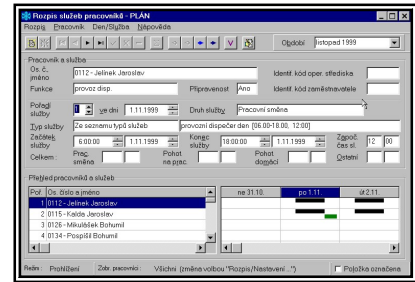 Rozpis služeb pracovníků - PLÁN
Rozpis Pracovník Den/Služba Nápověda
V Období listopad 1999
Pracovník a služba
Os. č.
jméno 0112 - Jelínek Jaroslav Identif. kód oper. střediska
Funkce provoz disp. Připravenost Ano Identif. kód zaměstnavatele
Pořadí
služby 1 ve dni 1.11.1999 Druh služby Pracovní směna
Typ služby Ze seznamu typů služeb provozní dispečer den [06.00-18.00, 12:00]
Začátek
služby 6:00:00 1.11.1999 Konec
služby 18:00:00 1.11.1999 Započ.
čas sl. 12 00
Celkem : Prac.
směna Pohot
na prac. Pohot
domácí Ostatní
Přehled pracovníků a služeb
Poř. Os. číslo a jméno ne 31.10. po 1.11. út 2.11.
1 0112 - Jelínek Jaroslav
2 0115 - Kalda Jaroslav
3 0126 - Mikulášek Bohumil
4 0134 - Pospíšil Bohumil
Režim : Prohlížení Zobr. pracovníci : Všichni (změna volbou "Rozpis/Nastavení ...") Položka označena